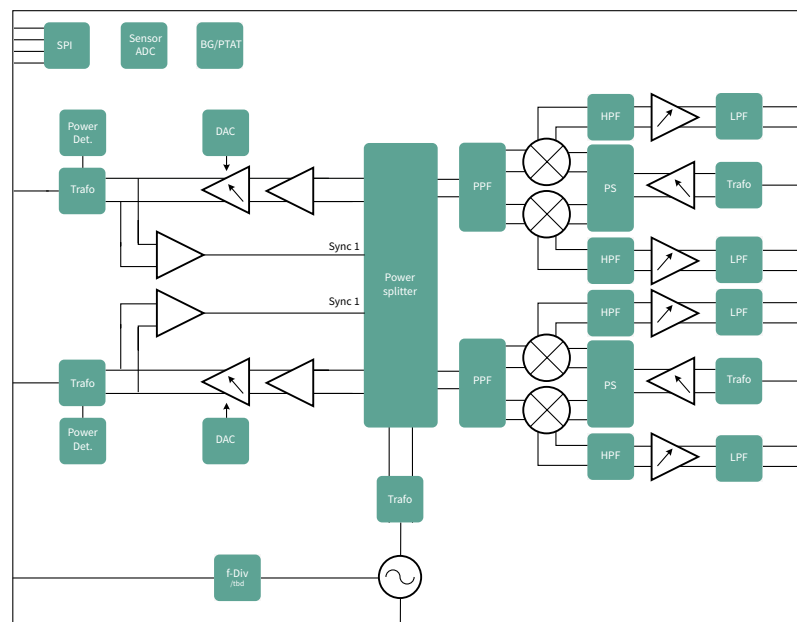 SPI
Sensor
ADC
BG/PTAT
Power
Det.
DAC
HPF
LPF
Trafo
PPF
PS
Trafo
Sync 1
HPF
LPF
Power
splitter
Sync 1
HPF
LPF
Trafo
PPF
PS
Trafo
Power
Det.
DAC
HPF
LPF
Trafo
f-Div
/tbd